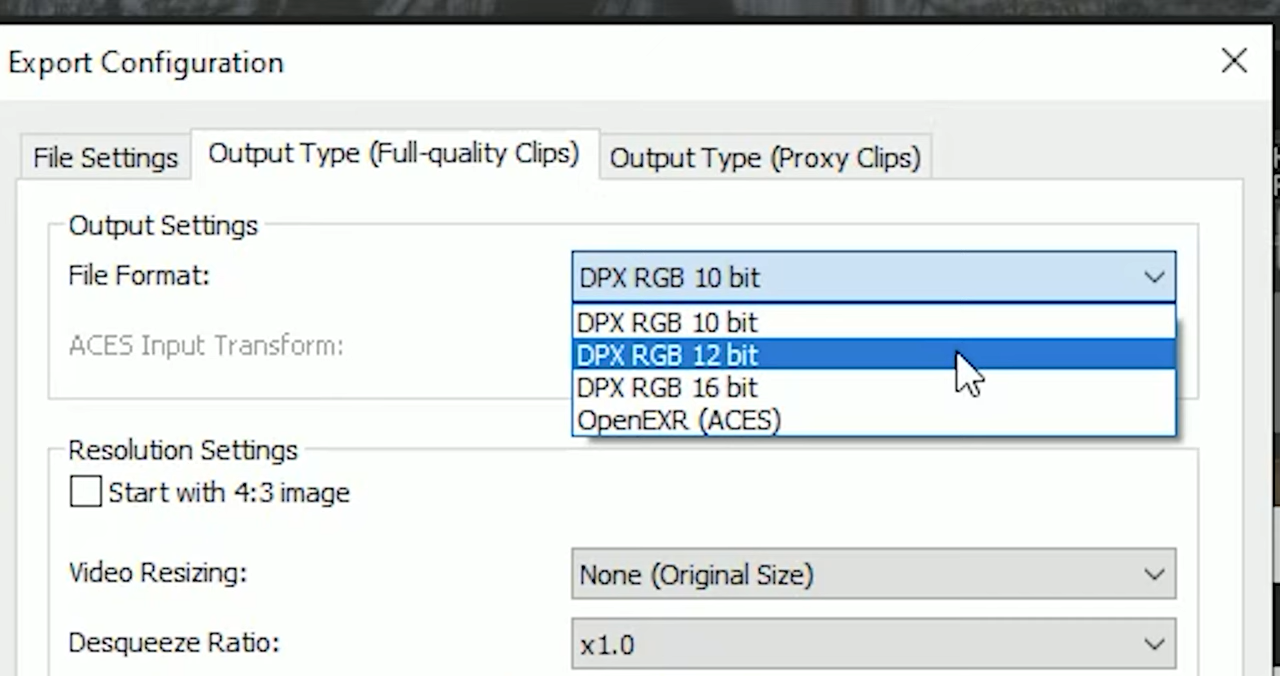 Export Configuration
File Settings
Output Type (Full-quality Clips)
Output Type (Proxy Clips)
Output Settings
File Format:
DPX RGB 10 bit
DPX RGB 10 bit
DPX RGB 12 bit
DPX RGB 16 bit
OpenEXR (ACES)
ACES Input Transform:
Resolution Settings
Start with 4:3 image
Video Resizing:
None (Original Size)
Desqueeze Ratio:
x1.0